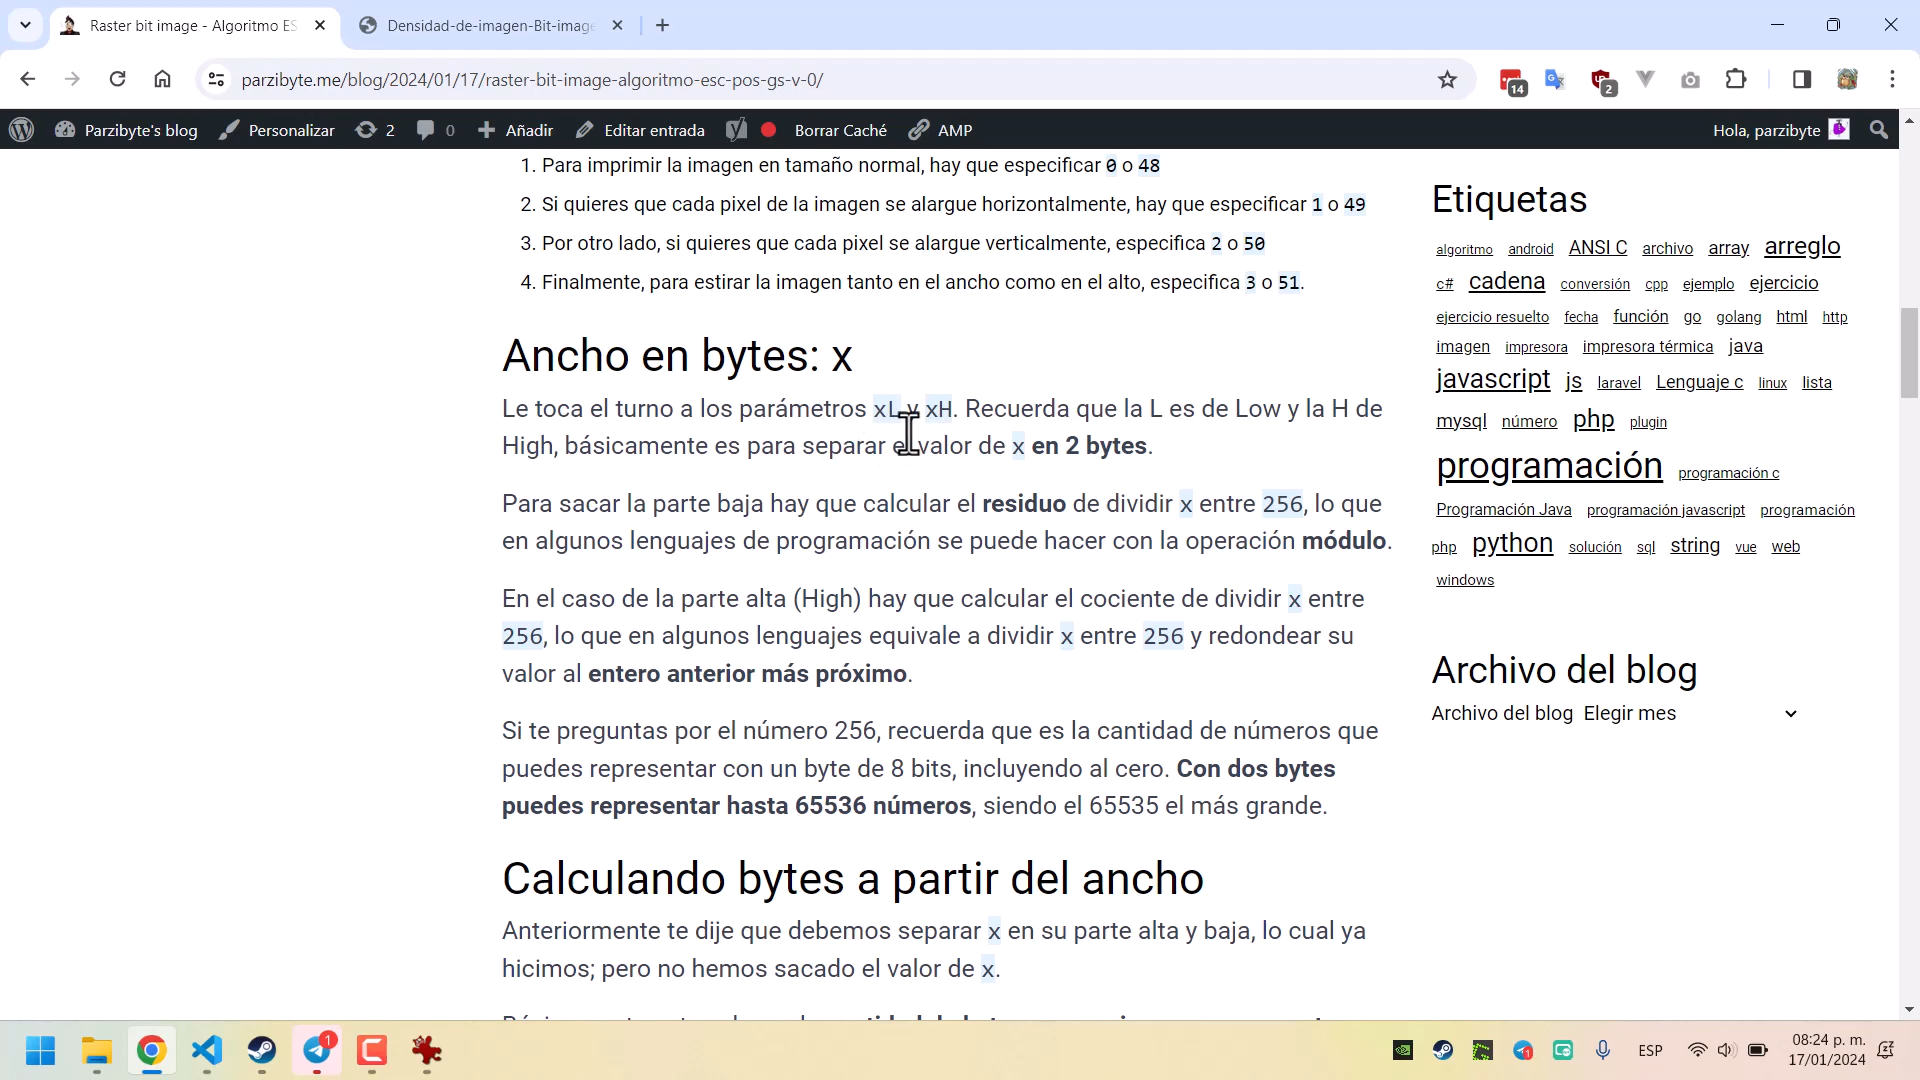 Raster bit image - Algoritmo ES
Densidad-de-imagen-Bit-image
parzibyte.me/blog/2024/01/17/raster-bit-image-algoritmo-esc-pos-gs-v-0/
14
2
Parzibyte's blog
Personalizar
2
0
Añadir
Editar entrada
Borrar Caché
AMP
Hola, parzibyte
1. Para imprimir la imagen en tamaño normal, hay que especificar 0 o 48
2. Si quieres que cada pixel de la imagen se alargue horizontalmente, hay que especificar 1 o 49
3. Por otro lado, si quieres que cada pixel se alargue verticalmente, especifica 2 o 50
4. Finalmente, para estirar la imagen tanto en el ancho como en el alto, especifica 3 o 51.
Ancho en bytes: x
Le toca el turno a los parámetros xL y xH. Recuerda que la L es de Low y la H de
High, básicamente es para separar el valor de x en 2 bytes.
Para sacar la parte baja hay que calcular el residuo de dividir x entre 256, lo que
en algunos lenguajes de programación se puede hacer con la operación módulo.
En el caso de la parte alta (High) hay que calcular el cociente de dividir x entre
256, lo que en algunos lenguajes equivale a dividir x entre 256 y redondear su
valor al entero anterior más próximo.
Si te preguntas por el número 256, recuerda que es la cantidad de números que
puedes representar con un byte de 8 bits, incluyendo al cero. Con dos bytes
puedes representar hasta 65536 números, siendo el 65535 el más grande.
Calculando bytes a partir del ancho
Anteriormente te dije que debemos separar x en su parte alta y baja, lo cual ya
hicimos; pero no hemos sacado el valor de x.
Etiquetas
algoritmo android ANSI C archivo array arreglo
c# cadena conversión cpp ejemplo ejercicio
ejercicio resuelto fecha función go golang html http
imagen impresora impresora térmica java
javascript js laravel Lenguaje c linux lista
mysql número php plugin
programación programación c
Programación Java programación javascript programación
php python solución sql string vue web
windows
Archivo del blog
Archivo del blog Elegir mes
1
ESP
08:24 p. m.
17/01/2024